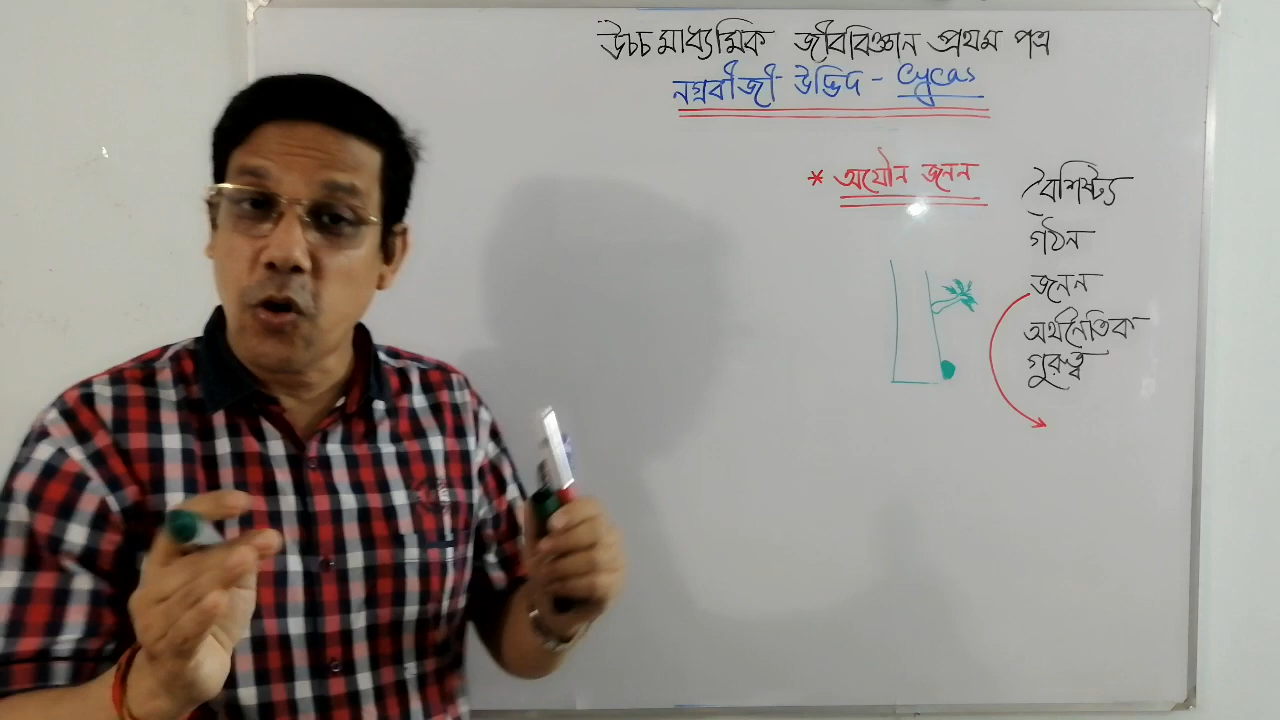 উচ্চ মাধ্যমিক জীববিজ্ঞান প্রথম পত্র
নগ্নবীজী উদ্ভিদ - Cycas
* অযৌন জনন
বৈশিষ্ট্য
গঠন
জনন
অর্থনৈতিক
গুরুত্ব